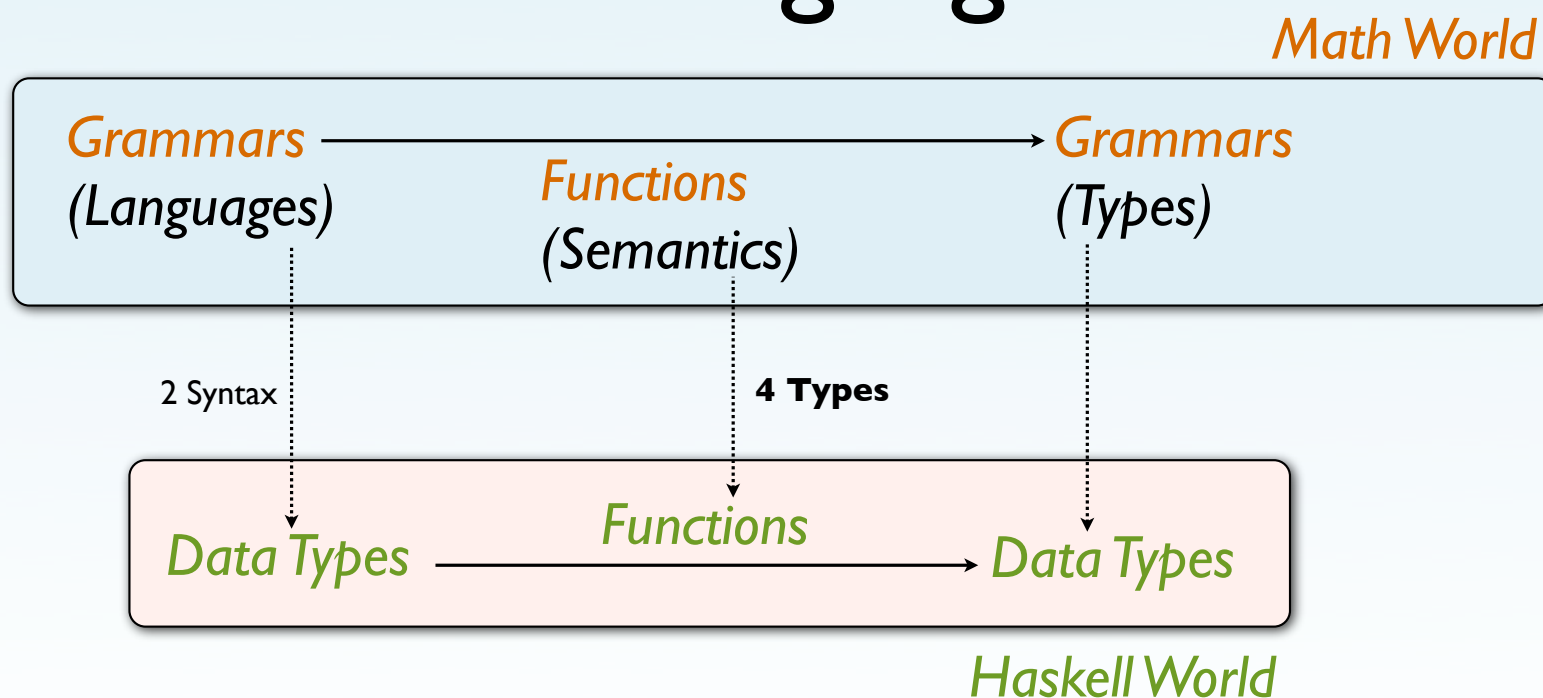 Math World
Grammars
(Languages)
Functions
(Semantics)
Grammars
(Types)
2 Syntax
4 Types
Data Types
Functions
Data Types
Haskell World